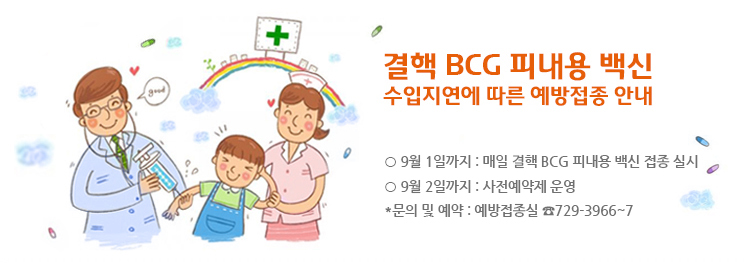 good
결핵 BCG 피내용 백신
수입지연에 따른 예방접종 안내
○ 9월 1일까지 : 매일 결핵 BCG 피내용 백신 접종 실시
○ 9월 2일까지 : 사전예약제 운영
*문의 및 예약 : 예방접종실 ☎729-3966~7